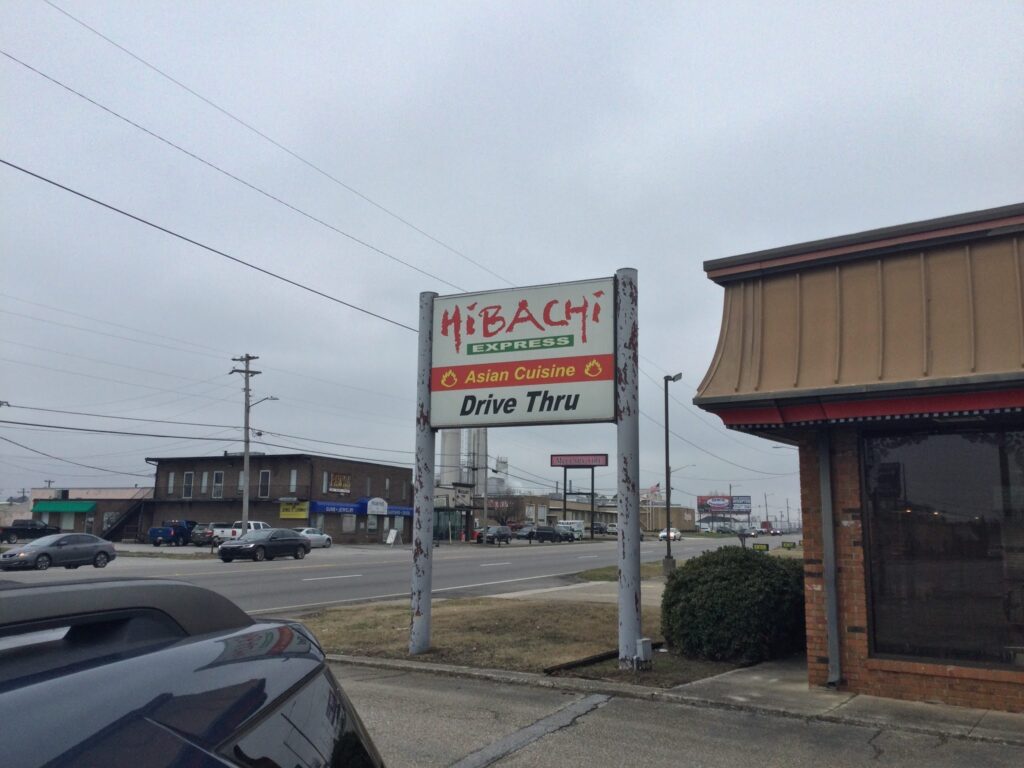 HiBACHi
EXPRESS
Asian Cuisine
Drive Thru